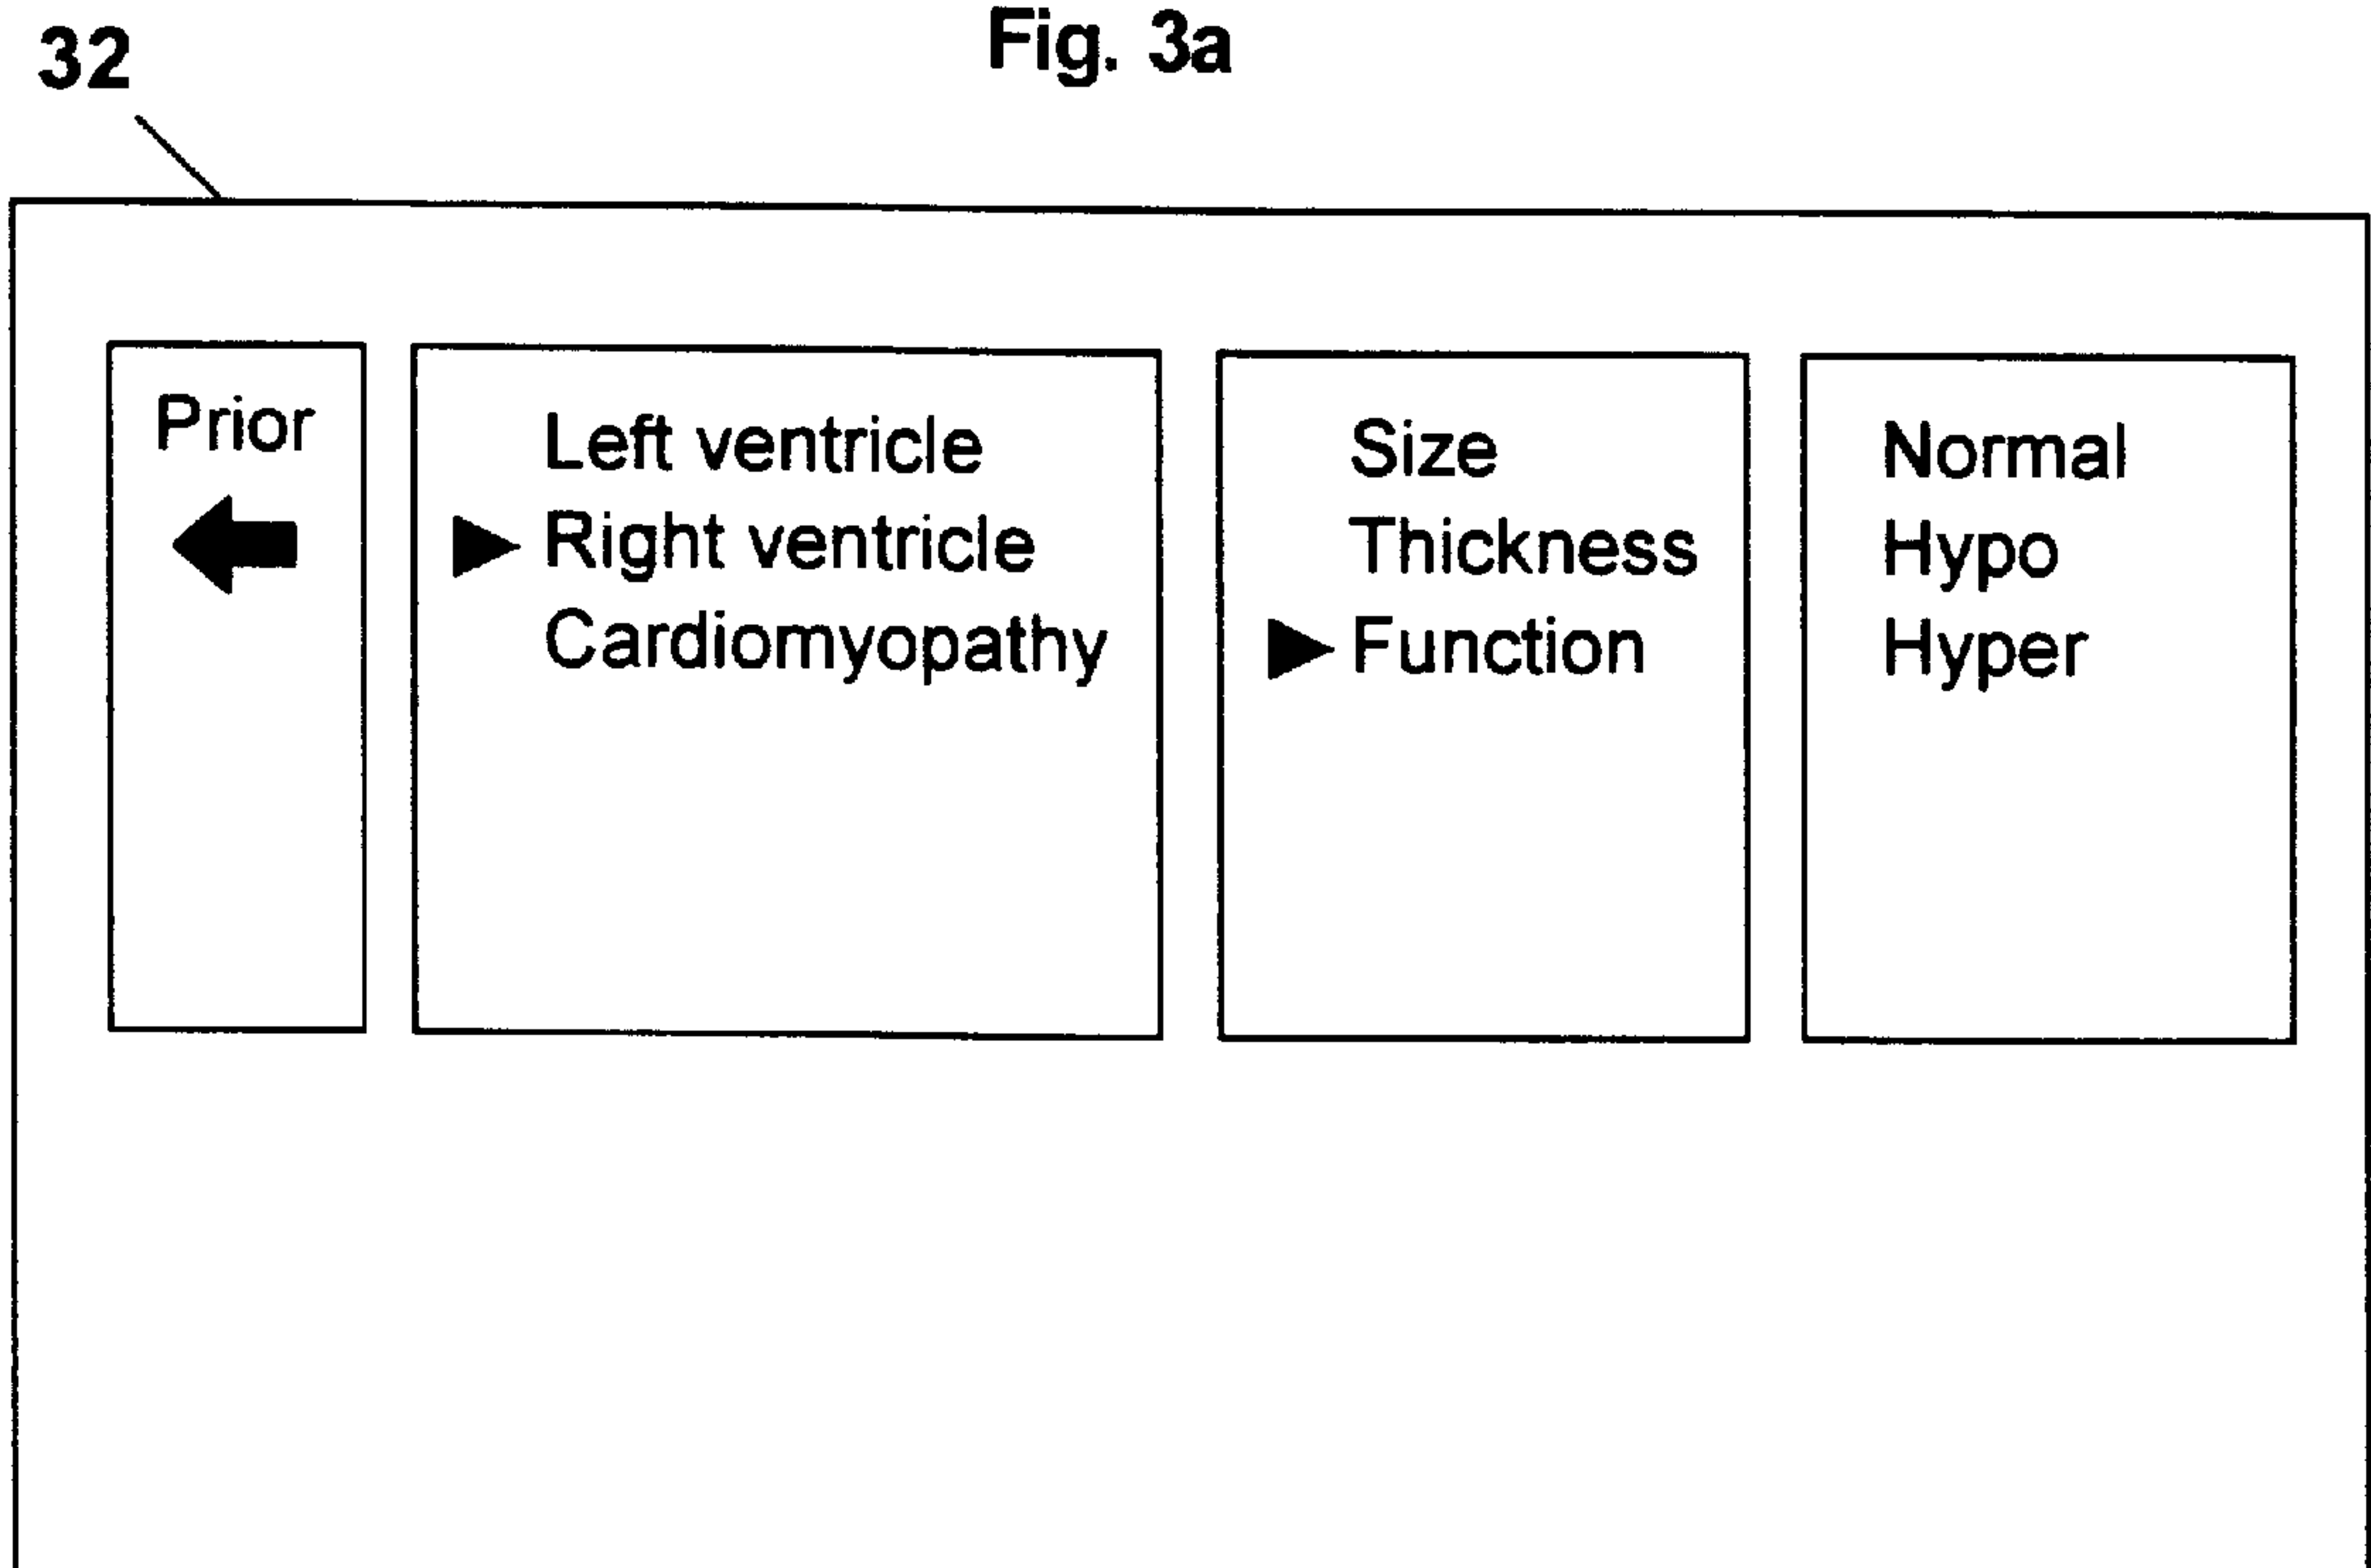 Fig. 3a
32
Prior
Left ventricle
Right ventricle
Cardiomyopathy
Size
Thickness
Function
Normal
Hypo
Hyper